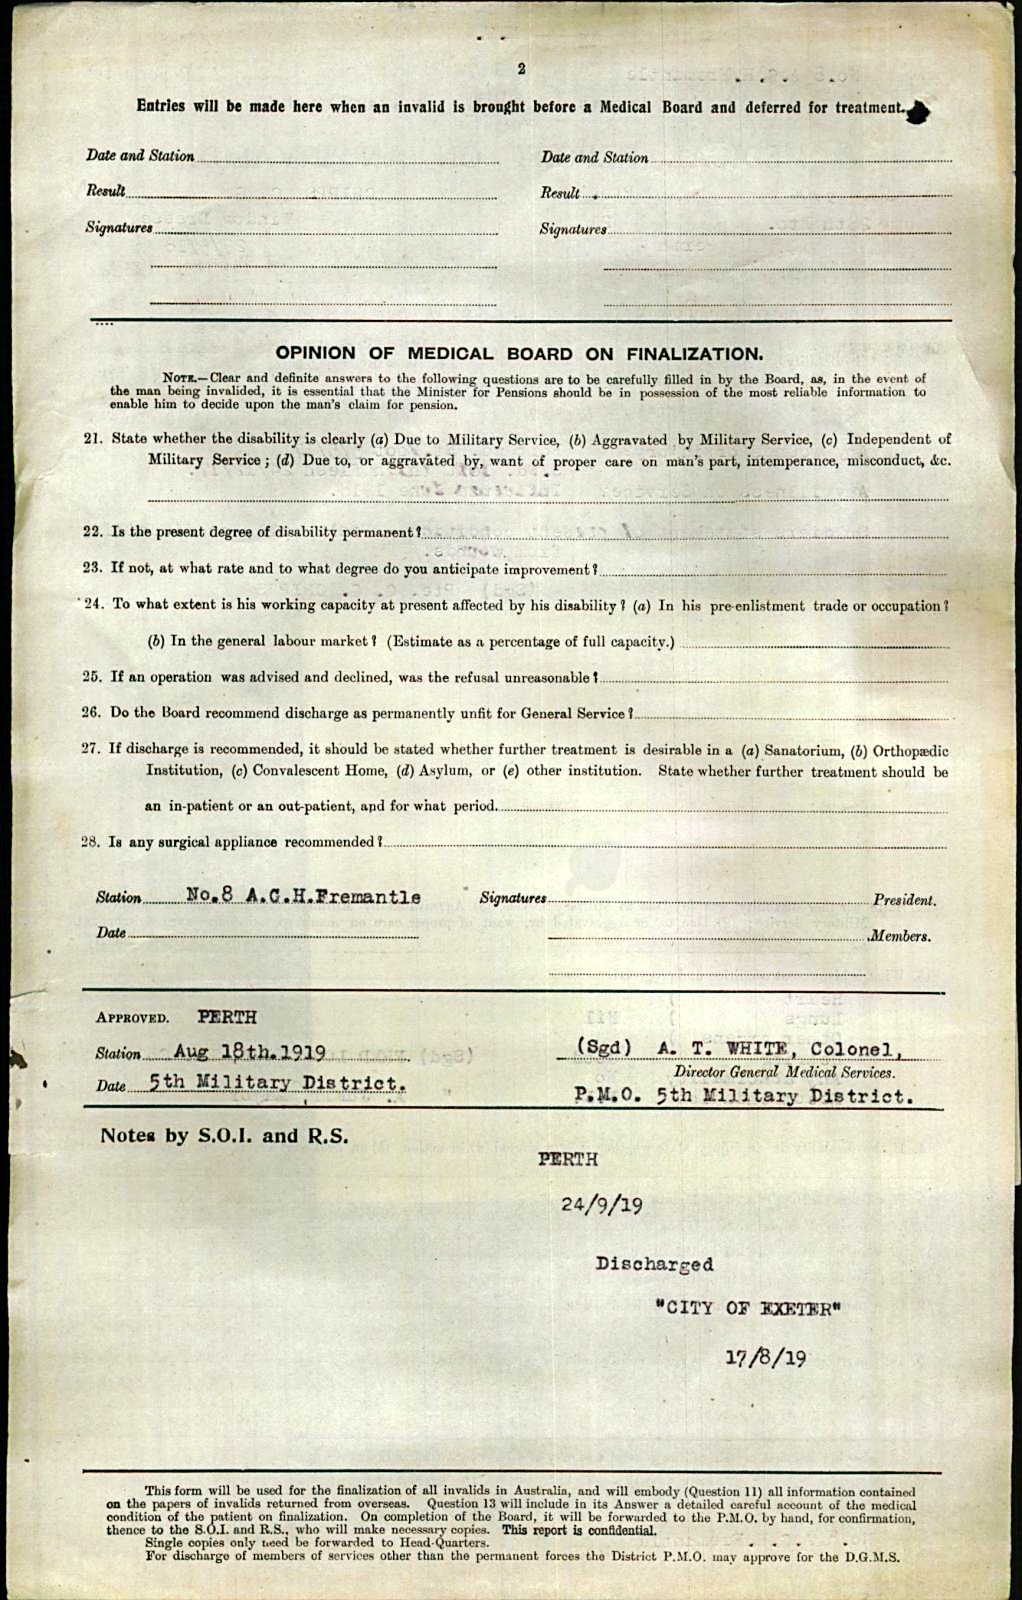 2
Entries will be made here when an invalid is brought before a Medical Board and deferred for treatment.
Date and Station
Date and Station
Result
Result
Signatures
Signatures
OPINION OF MEDICAL BOARD ON FINALIZATION.
NOTE.—Clear and definite answers to the following questions are to be carefully filled in by the Board, as, in the event of
the man being invalided, it is essential that the Minister for Pensions should be in possession of the most reliable information to
enable him to decide upon the man's claim for pension.
21. State whether the disability is clearly (a) Due to Military Service, (b) Aggravated by Military Service, (c) Independent of
Military Service; (d) Due to, or aggravated by, want of proper care on man's part, intemperance, misconduct, &c.
22. Is the present degree of disability permanent?
23. If not, at what rate and to what degree do you anticipate improvement?
24. To what extent is his working capacity at present affected by his disability? (a) In his pre-enlistment trade or occupation?
(b) In the general labour market? (Estimate as a percentage of full capacity.)
25. If an operation was advised and declined, was the refusal unreasonable?
26. Do the Board recommend discharge as permanently unfit for General Service?
27. If discharge is recommended, it should be stated whether further treatment is desirable in a (a) Sanatorium, (b) Orthopædic
Institution, (c) Convalescent Home, (d) Asylum, or (e) other institution. State whether further treatment should be
an in-patient or an out-patient, and for what period.
28. Is any surgical appliance recommended?
Station No.8 A.G.H.Fremantle Signatures President.
Date Members.
APPROVED. PERTH
Station Aug 18th.1919 (Sgd) A. T. WHITE, Colonel,
Director General Medical Services.
Date 5th Military District. P.M.O. 5th Military District.
Notes by S.O.I. and R.S.
PERTH
24/9/19
Discharged
"CITY OF EXETER"
17/8/19
This form will be used for the finalization of all invalids in Australia, and will embody (Question 11) all information contained
on the papers of invalids returned from overseas. Question 13 will include in its Answer a detailed careful account of the medical
condition of the patient on finalization. On completion of the Board, it will be forwarded to the P.M.O. by hand, for confirmation,
thence to the S.O.I. and R.S., who will make necessary copies. This report is confidential.
Single copies only need be forwarded to Head-Quarters.
For discharge of members of services other than the permanent forces the District P.M.O. may approve for the D.G.M.S.